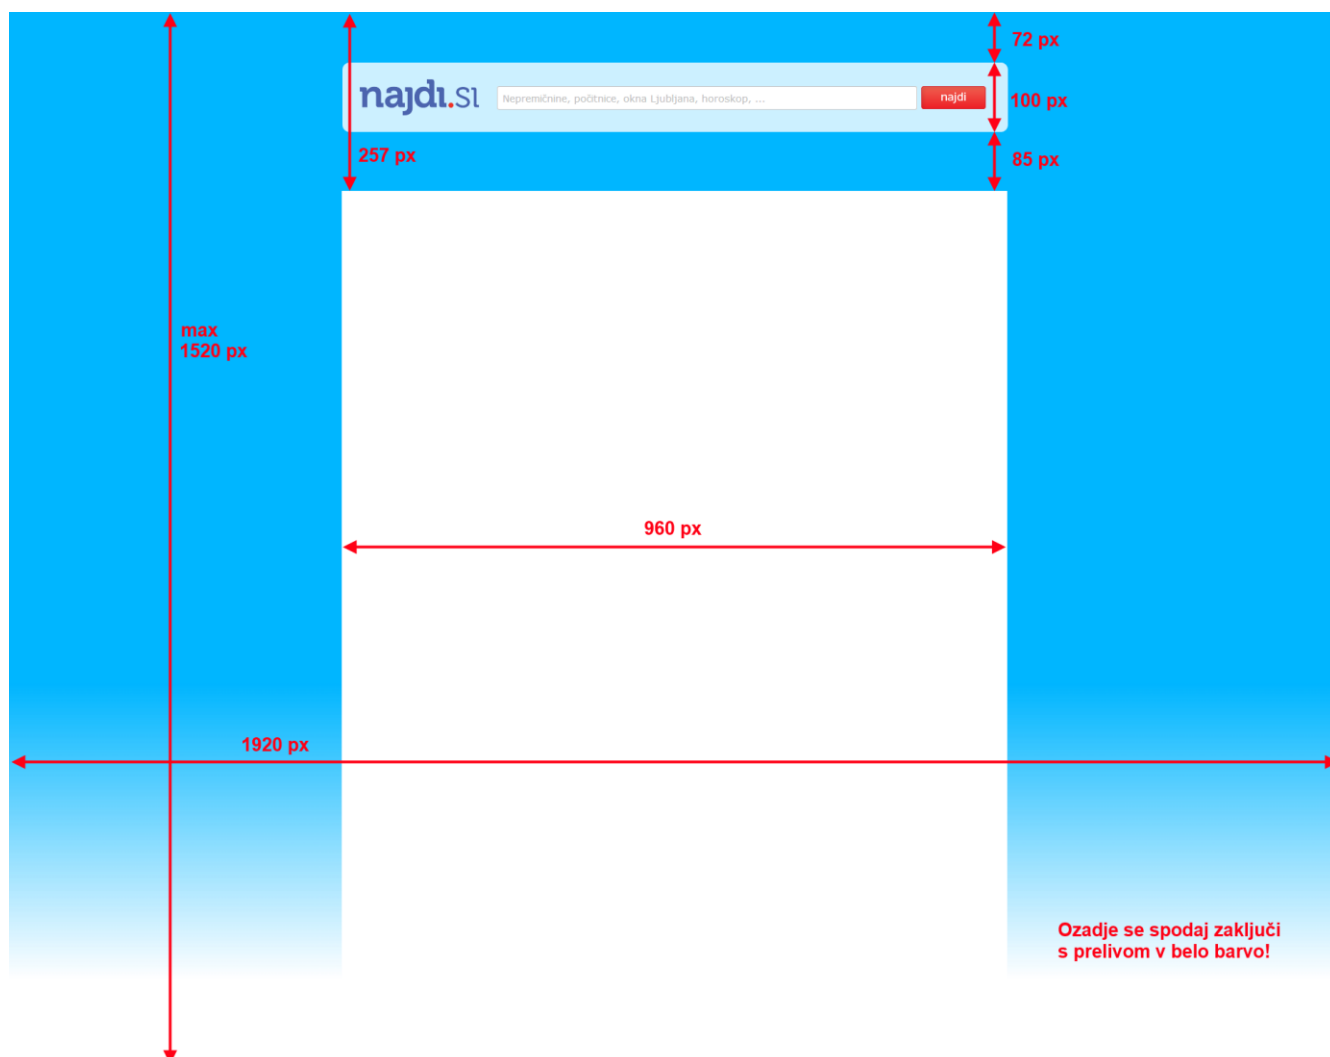 72 px
najdi.si
Nepremičnine, počitnice, okna Ljubljana, horoskop, ...
najdi
100 px
257 px
85 px
max
1520 px
960 px
1920 px
Ozadje se spodaj zaključi
s prelivom v belo barvo!